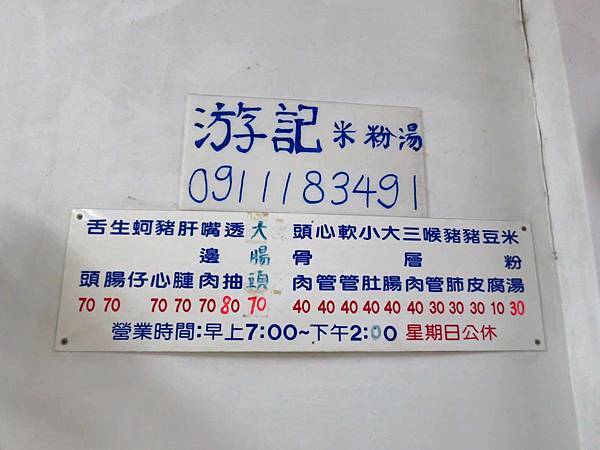 游記米粉湯
0911183491
米粉湯 30
豆腐 10
豬皮 30
豬肺 30
喉管 30
三層肉 40
大腸 40
小肚 40
軟管 40
心管 40
頭骨肉 40
大腸頭 70
透抽 80
嘴邊肉 70
肝腱 70
豬心 70
蚵仔
生腸 70
舌頭 70
營業時間:早上7:00~下午2:00 星期日公休